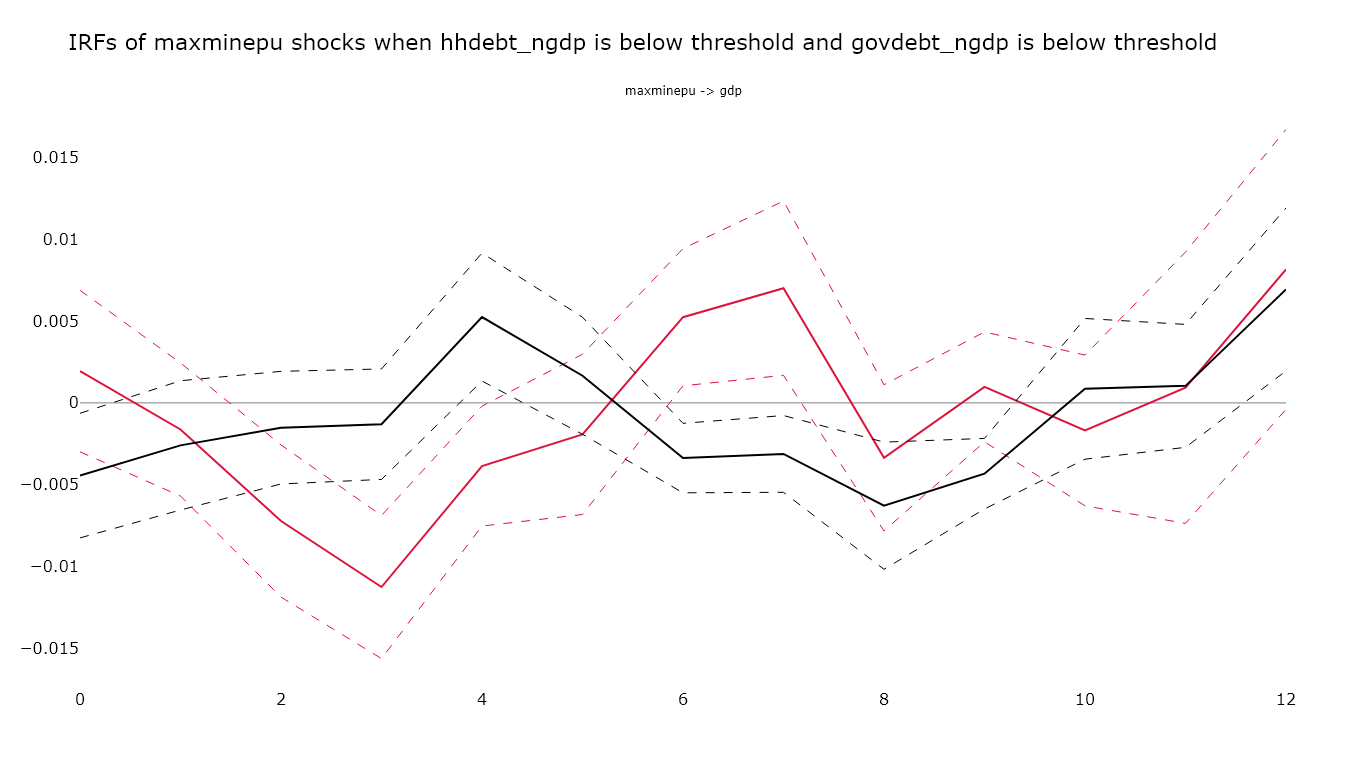 IRFs of maxminepu shocks when hhdebt_ngdp is below threshold and govdebt_ngdp is below threshold
maxminepu -> gdp
0.015
0.01
0.005
0
−0.005
−0.01
−0.015
0 2 4 6 8 10 12